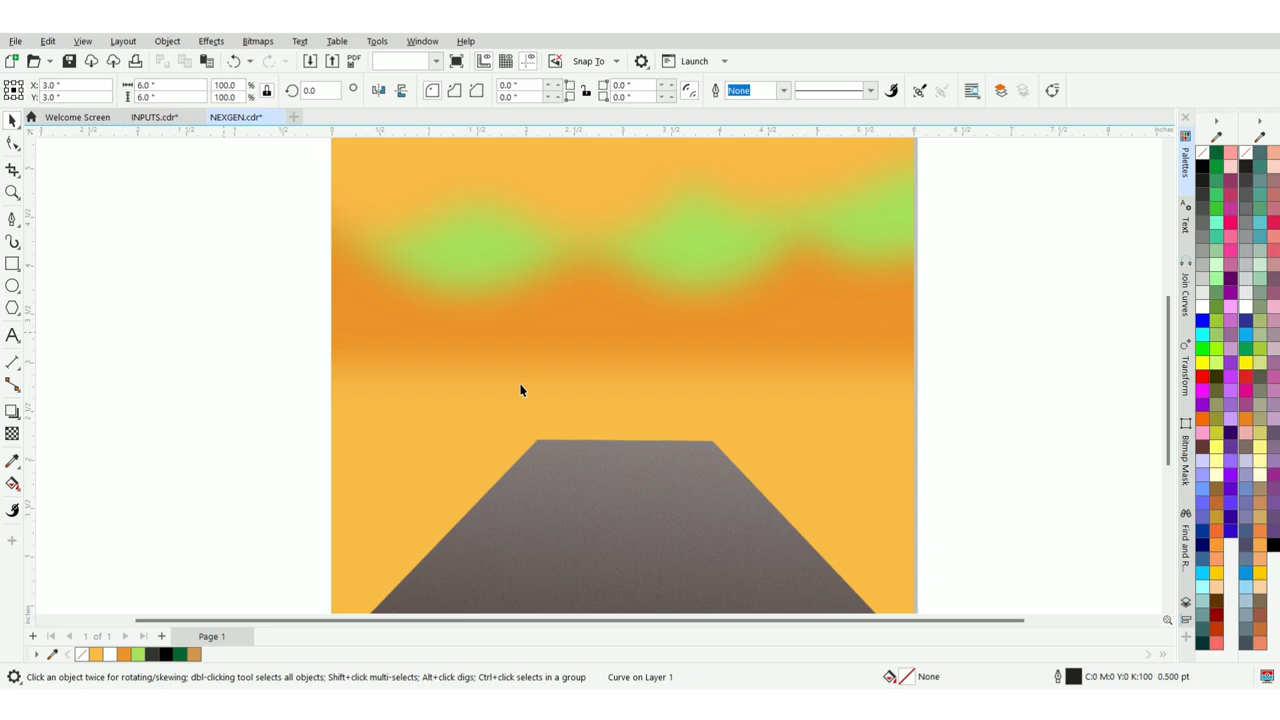 File Edit View Layout Object Effects Bitmaps Text Table Tools Window Help
PDF Snap To Launch
X: 3.0 " 6.0 " 100.0 % 0.0 0.0 " 0.0 " None
Y: 3.0 " 6.0 " 100.0 % 0.0 " 0.0 "
Welcome Screen INPUTS.cdr* NEXGEN.cdr*
inches
Palettes
Text
Join Curves
Transform
Bitmap Mask
Find and R...
1 of 1 Page 1
Click an object twice for rotating/skewing; dbl-clicking tool selects all objects; Shift+click multi-selects; Alt+click digs; Ctrl+click selects in a group Curve on Layer 1 None C:0 M:0 Y:0 K:100 0.500 pt